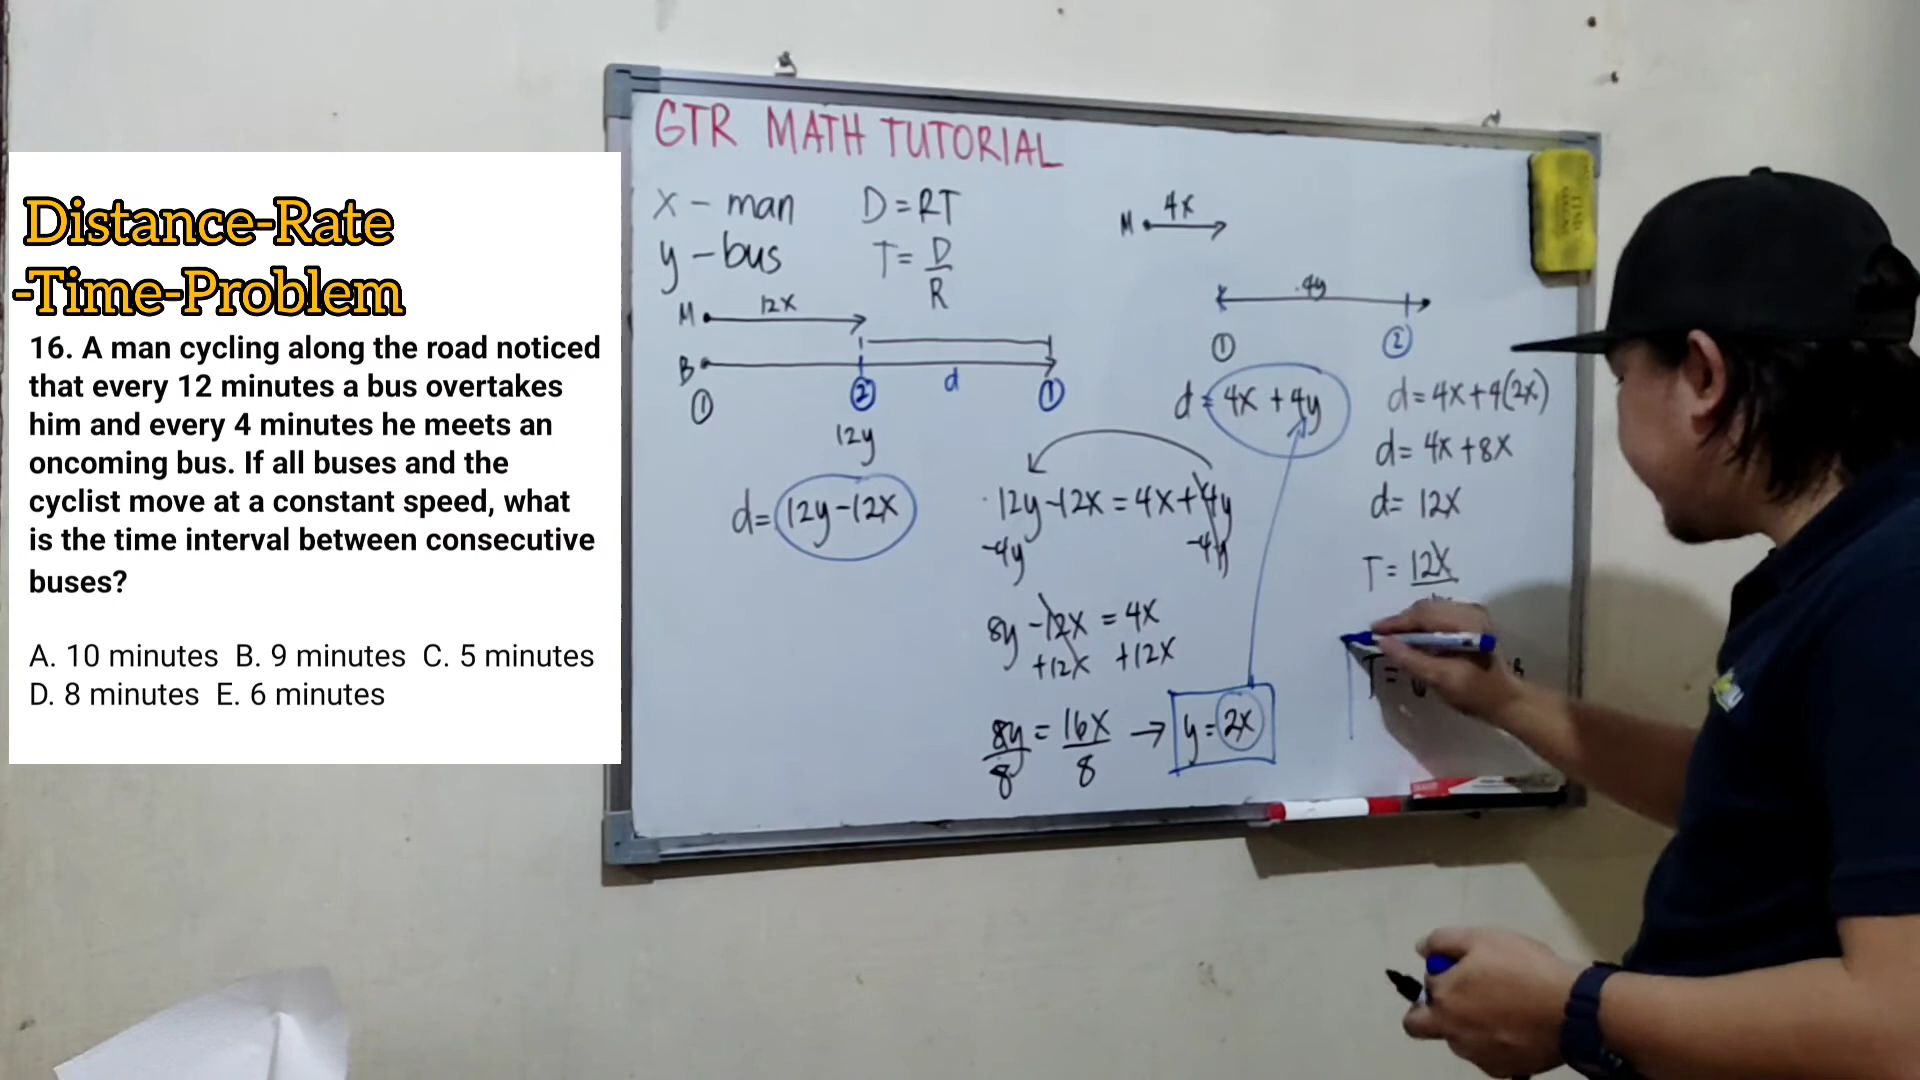 Distance-Rate
-Time-Problem
16. A man cycling along the road noticed
that every 12 minutes a bus overtakes
him and every 4 minutes he meets an
oncoming bus. If all buses and the
cyclist move at a constant speed, what
is the time interval between consecutive
buses?
A. 10 minutes B. 9 minutes C. 5 minutes
D. 8 minutes E. 6 minutes
GTR MATH TUTORIAL
x - man
y - bus
D = RT
T = D
R
M 12x
B
1 2 d 1
12y
d = 12y-12x
M 4x
4y
1 2
d = 4x + 4y
12y-12x = 4x+4y
-4y -4y
8y -12x = 4x
+12x +12x
8y = 16x → y = 2x
8 8
d = 4x+4(2x)
d = 4x+8x
d = 12x
T = 12x
T =